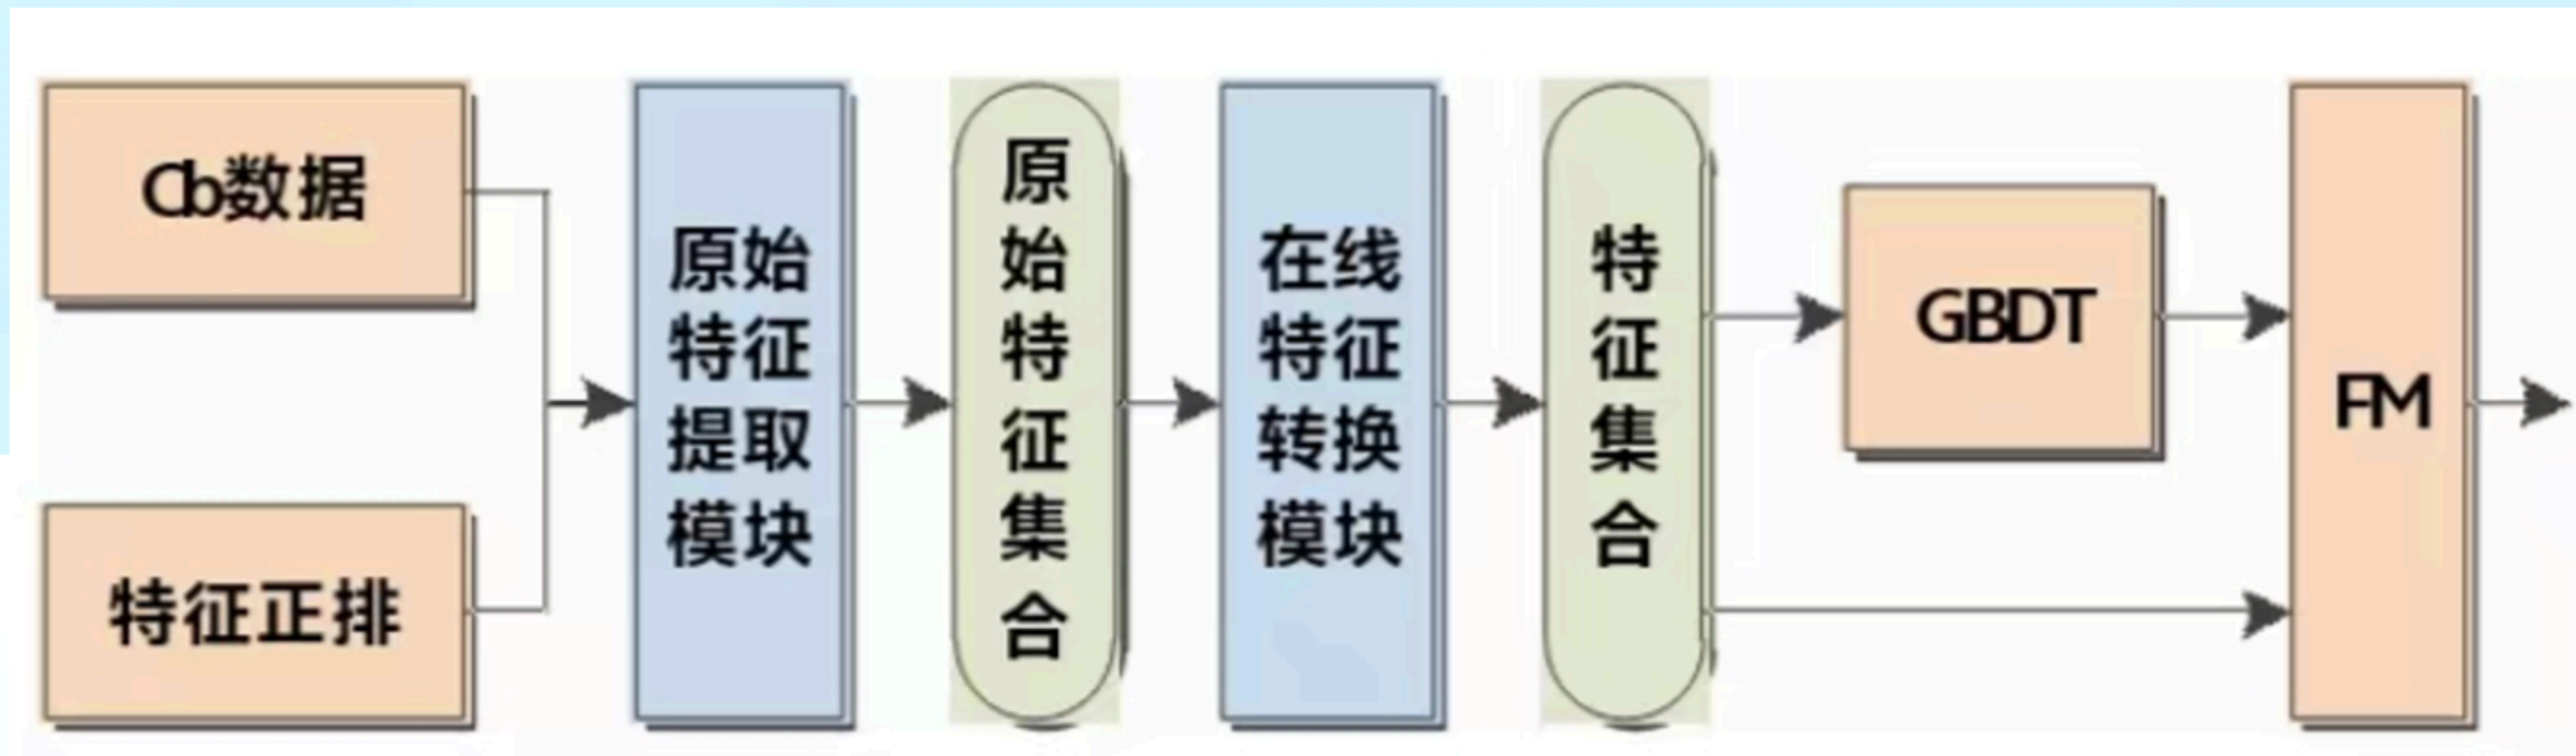 Cb数据
特征正排
原始
特征
提取
模块
原
始
特
征
集
合
在线
特征
转换
模块
特
征
集
合
GBDT
FM